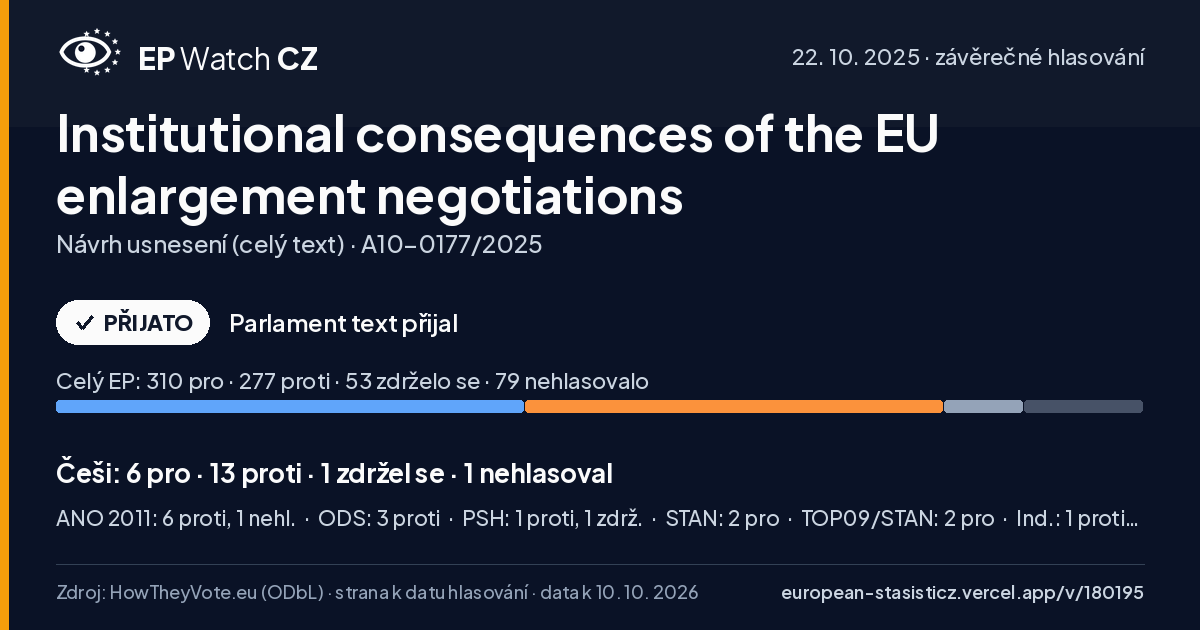 EP Watch CZ
22. 10. 2025 · závěrečné hlasování
Institutional consequences of the EU
enlargement negotiations
Návrh usnesení (celý text) · A10–0177/2025
✓ PŘIJATO
Parlament text přijal
Celý EP: 310 pro · 277 proti · 53 zdrželo se · 79 nehlasovalo
Češi: 6 pro · 13 proti · 1 zdržel se · 1 nehlasoval
ANO 2011: 6 proti, 1 nehl. · ODS: 3 proti · PSH: 1 proti, 1 zdrž. · STAN: 2 pro · TOP09/STAN: 2 pro · Ind.: 1 proti…
Zdroj: HowTheyVote.eu (ODbL) · strana k datu hlasování · data k 10. 10. 2026
european-stasisticz.vercel.app/v/180195